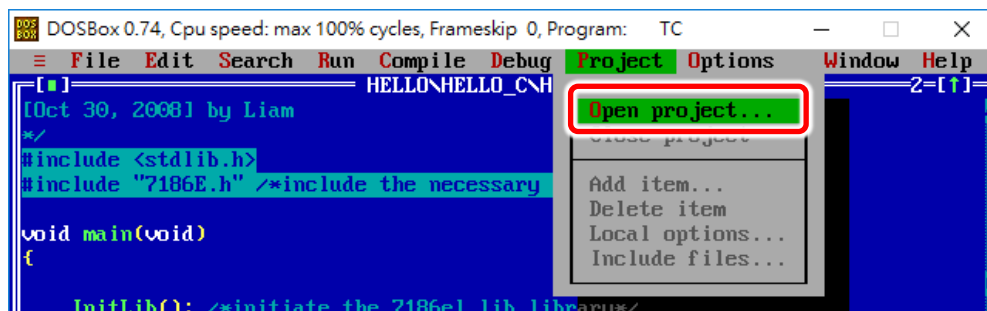 DOSBox 0.74, Cpu speed: max 100% cycles, Frameskip 0, Program: TC
≡ File Edit Search Run Compile Debug Project Options Window Help
[■] HELLO\HELLO_C\H 2=[↑]
[Oct 30, 2008] by Liam
Open project...
*/
Close project
#include <stdlib.h>
#include "7186E.h" /*include the necessary
Add item...
Delete item
void main(void)
Local options...
{
Include files...
InitLib(); /*initiate the 7186el lib library*/